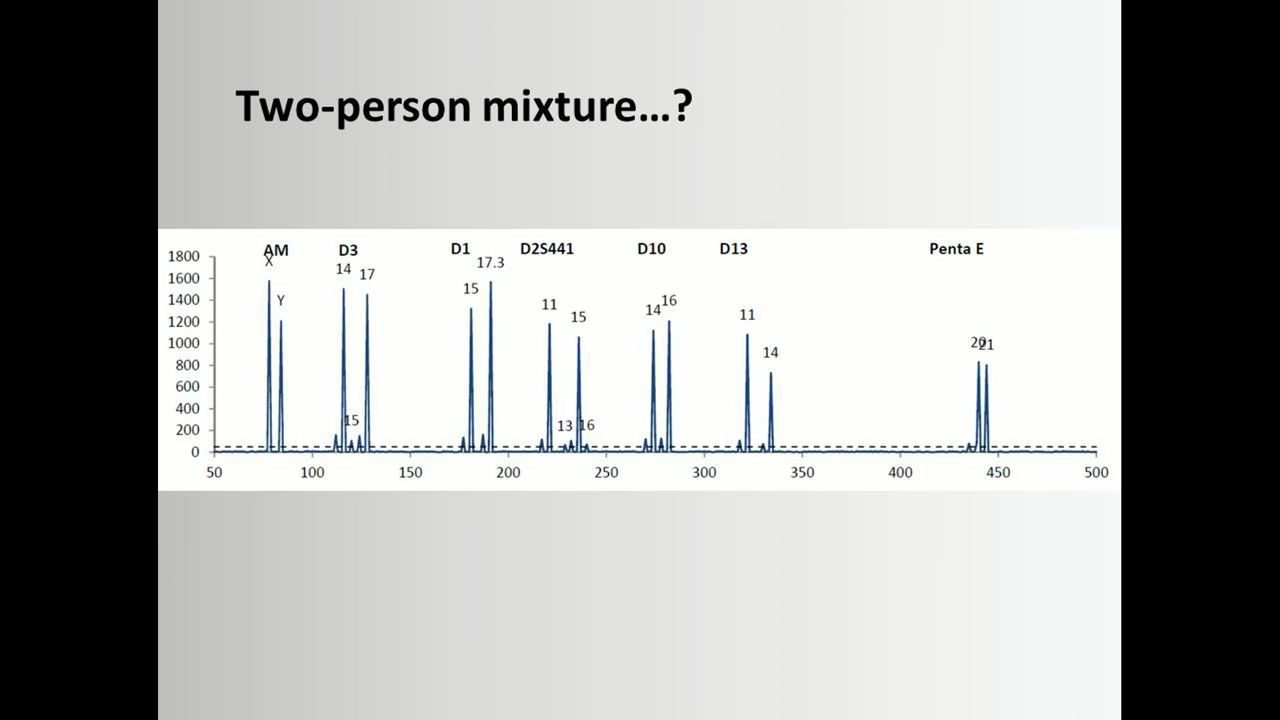 Two-person mixture...?
AM D3 D1 D2S441 D10 D13 Penta E
1800 X 14 17 15 17.3 11 15 14 16 11 14 20 21
1600 Y
1400
1200
1000
800
600
400 15 13 16
200
0
50 100 150 200 250 300 350 400 450 500